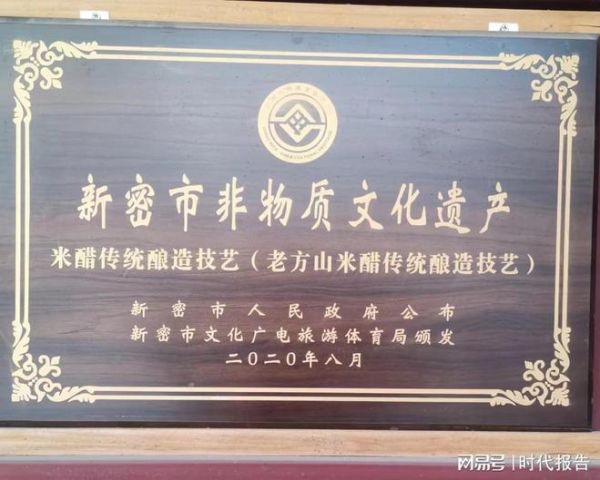 新密市非物质文化遗产
米醋传统酿造技艺（老方山米醋传统酿造技艺）
新密市人民政府公布
新密市文化广电旅游体育局颁发
二〇二〇年八月
网易号 | 时代报告